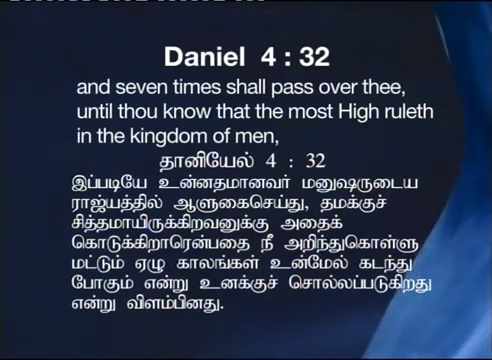 Daniel 4 : 32
and seven times shall pass over thee,
until thou know that the most High ruleth
in the kingdom of men,
தானியேல் 4 : 32
இப்படியே உன்னதமானவர் மனுஷருடைய
ராஜ்யத்தில் ஆளுகைசெய்து, தமக்குச்
சித்தமாயிருக்கிறவனுக்கு அதைக்
கொடுக்கிறாரென்பதை நீ அறிந்துகொள்ளு
மட்டும் ஏழு காலங்கள் உன்மேல் கடந்து
போகும் என்று உனக்குச் சொல்லப்படுகிறது
என்று விளம்பினது.